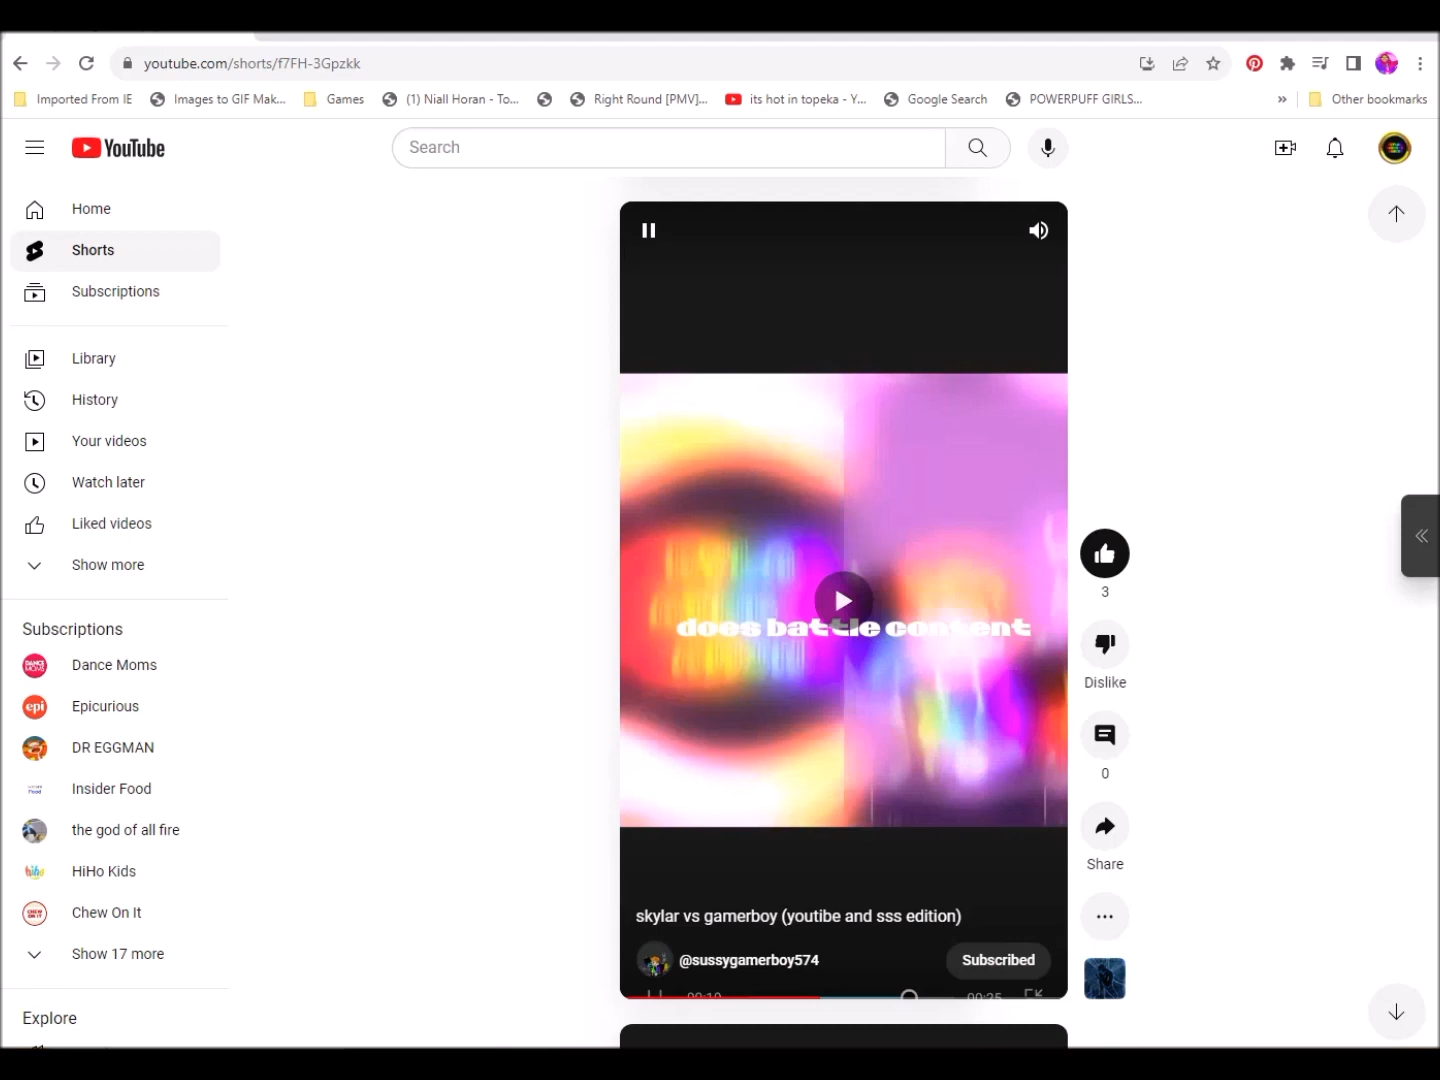 youtube.com/shorts/f7FH-3Gpzkk
Imported From IE
Images to GIF Mak...
Games
(1) Niall Horan - To...
Right Round [PMV]...
its hot in topeka - Y...
Google Search
POWERPUFF GIRLS...
»
Other bookmarks
YouTube
Search
Home
Shorts
Subscriptions
Library
History
Your videos
Watch later
Liked videos
Show more
Subscriptions
Dance Moms
Epicurious
DR EGGMAN
Insider Food
the god of all fire
HiHo Kids
Chew On It
Show 17 more
Explore
does battle content
skylar vs gamerboy (youtibe and sss edition)
@sussygamerboy574
Subscribed
00:10
00:25
3
Dislike
0
Share